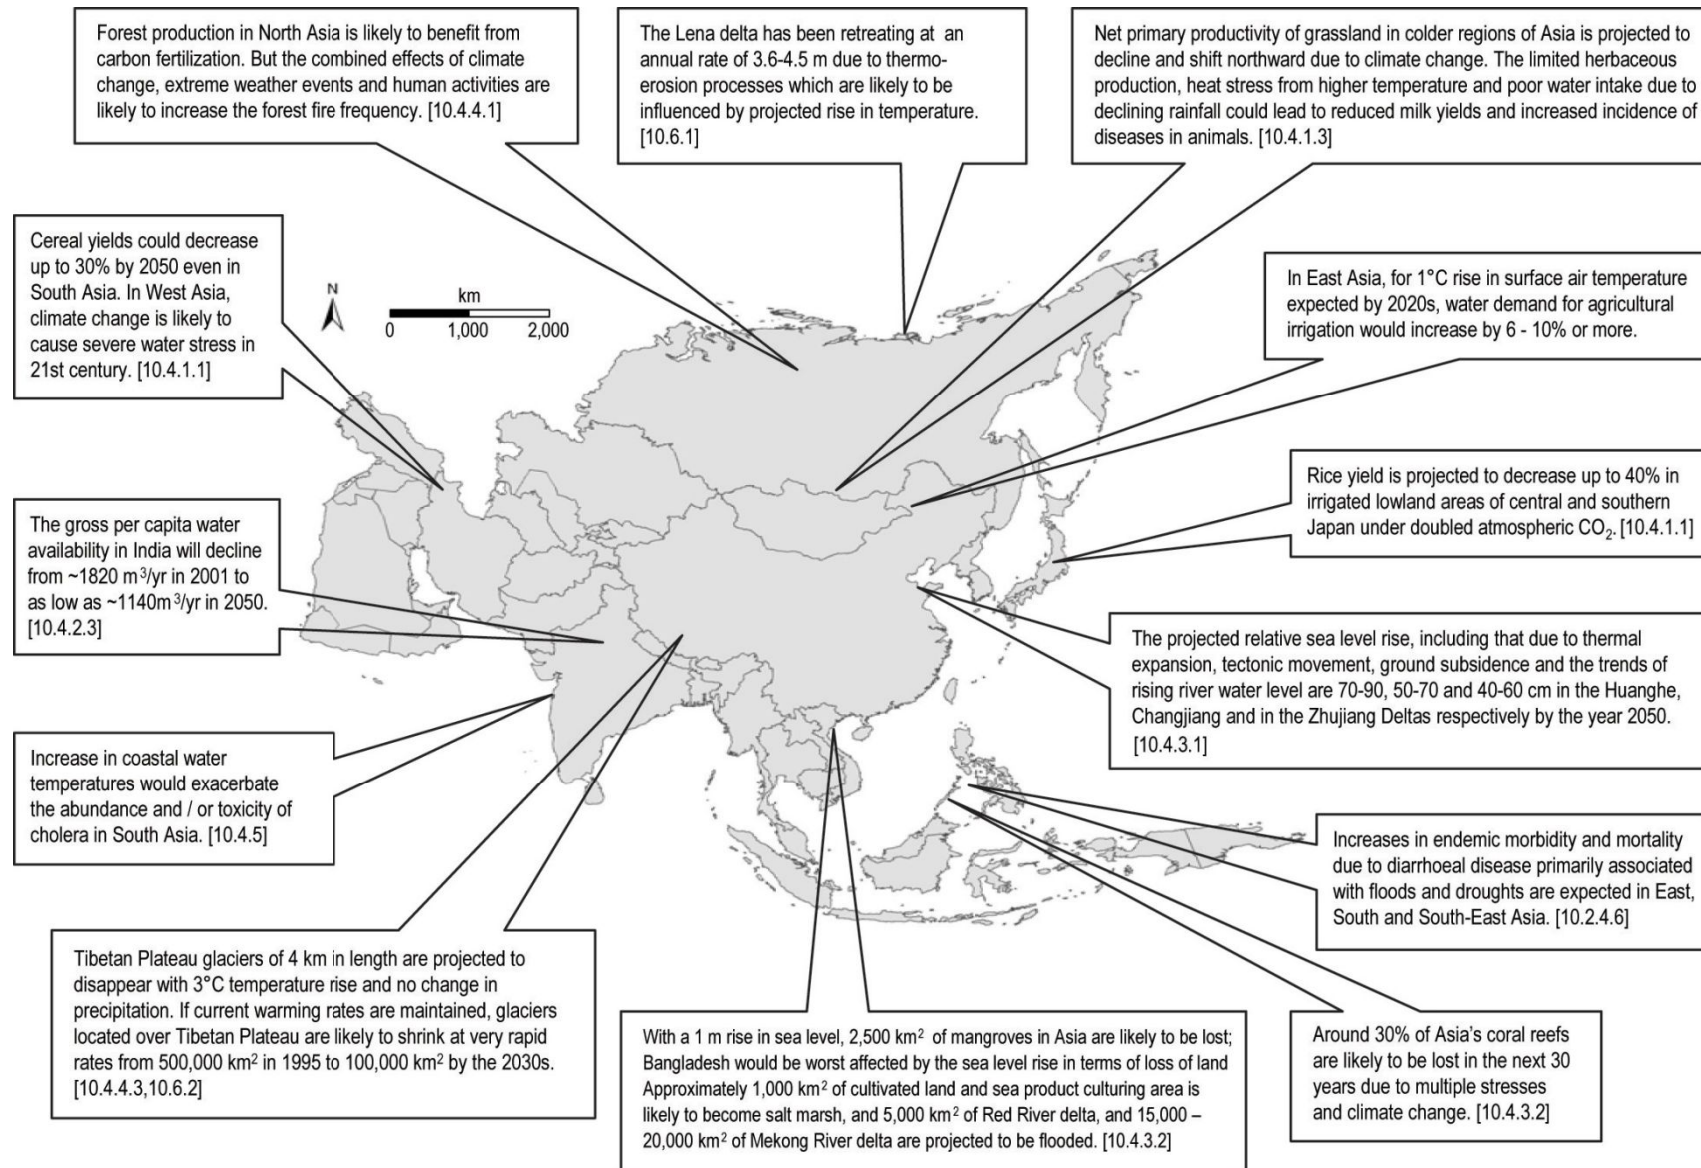 Forest production in North Asia is likely to benefit from
carbon fertilization. But the combined effects of climate
change, extreme weather events and human activities are
likely to increase the forest fire frequency. [10.4.4.1]
The Lena delta has been retreating at an
annual rate of 3.6-4.5 m due to thermo-
erosion processes which are likely to be
influenced by projected rise in temperature.
[10.6.1]
Net primary productivity of grassland in colder regions of Asia is projected to
decline and shift northward due to climate change. The limited herbaceous
production, heat stress from higher temperature and poor water intake due to
declining rainfall could lead to reduced milk yields and increased incidence of
diseases in animals. [10.4.1.3]
Cereal yields could decrease
up to 30% by 2050 even in
South Asia. In West Asia,
climate change is likely to
cause severe water stress in
21st century. [10.4.1.1]
N
km
0 1,000 2,000
In East Asia, for 1°C rise in surface air temperature
expected by 2020s, water demand for agricultural
irrigation would increase by 6 - 10% or more.
Rice yield is projected to decrease up to 40% in
irrigated lowland areas of central and southern
Japan under doubled atmospheric CO₂. [10.4.1.1]
The gross per capita water
availability in India will decline
from ~1820 m³/yr in 2001 to
as low as ~1140m³/yr in 2050.
[10.4.2.3]
The projected relative sea level rise, including that due to thermal
expansion, tectonic movement, ground subsidence and the trends of
rising river water level are 70-90, 50-70 and 40-60 cm in the Huanghe,
Changjiang and in the Zhujiang Deltas respectively by the year 2050.
[10.4.3.1]
Increase in coastal water
temperatures would exacerbate
the abundance and / or toxicity of
cholera in South Asia. [10.4.5]
Increases in endemic morbidity and mortality
due to diarrhoeal disease primarily associated
with floods and droughts are expected in East,
South and South-East Asia. [10.2.4.6]
Tibetan Plateau glaciers of 4 km in length are projected to
disappear with 3°C temperature rise and no change in
precipitation. If current warming rates are maintained, glaciers
located over Tibetan Plateau are likely to shrink at very rapid
rates from 500,000 km² in 1995 to 100,000 km² by the 2030s.
[10.4.4.3,10.6.2]
With a 1 m rise in sea level, 2,500 km² of mangroves in Asia are likely to be lost;
Bangladesh would be worst affected by the sea level rise in terms of loss of land
Approximately 1,000 km² of cultivated land and sea product culturing area is
likely to become salt marsh, and 5,000 km² of Red River delta, and 15,000 –
20,000 km² of Mekong River delta are projected to be flooded. [10.4.3.2]
Around 30% of Asia's coral reefs
are likely to be lost in the next 30
years due to multiple stresses
and climate change. [10.4.3.2]